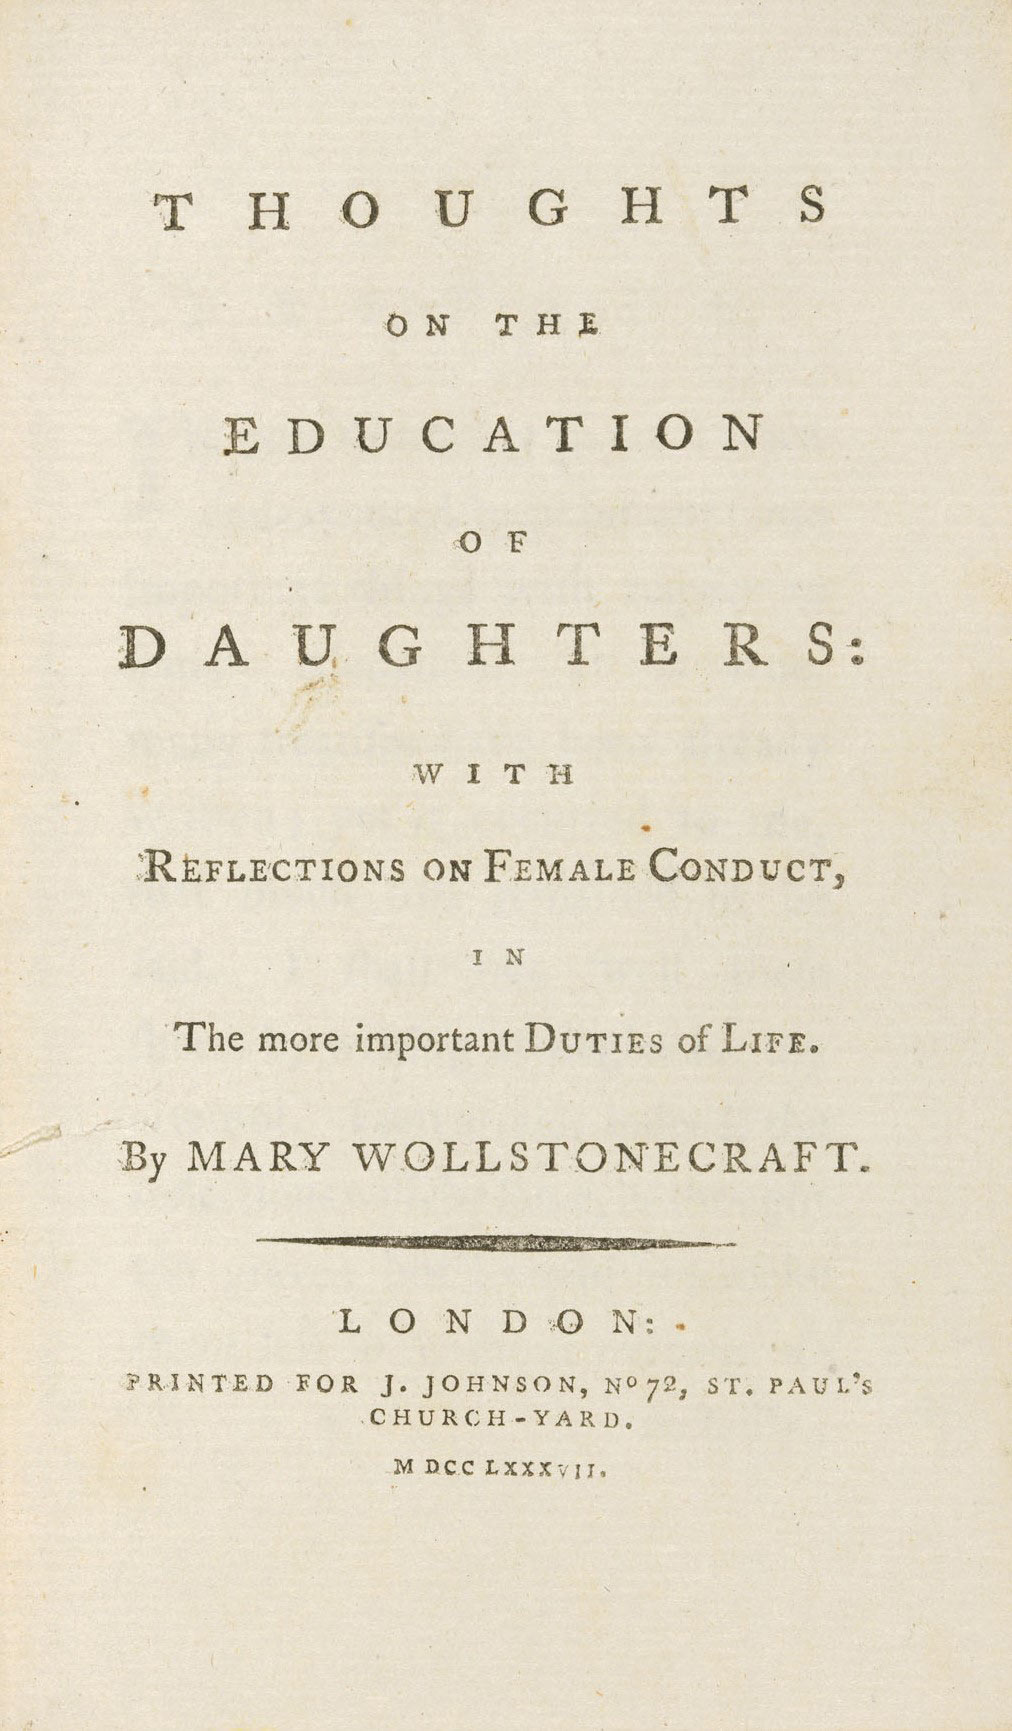 THOUGHTS
ON THE
EDUCATION
OF
DAUGHTERS:
WITH
REFLECTIONS ON FEMALE CONDUCT,
IN
The more important DUTIES of LIFE.
By MARY WOLLSTONECRAFT.
LONDON:
PRINTED FOR J. JOHNSON, No 72, ST. PAUL'S
CHURCH-YARD.
MDCCLXXXVII.